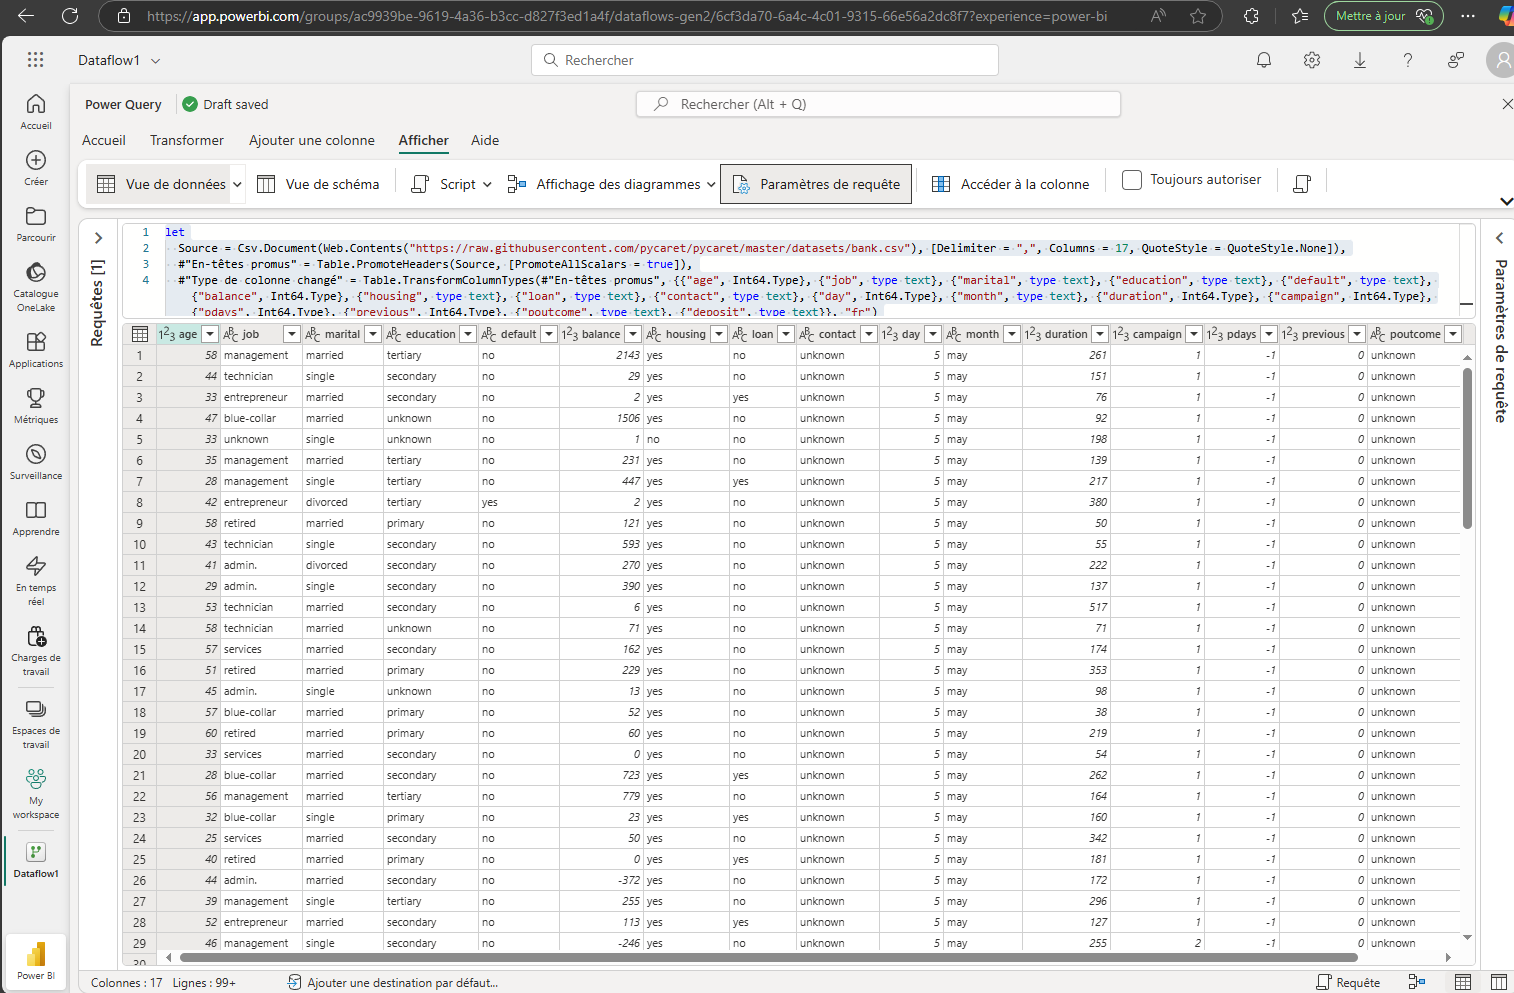 https://app.powerbi.com/groups/ac9939be-9619-4a36-b3cc-d827f3ed1a4f/dataflows-gen2/6cf3da70-6a4c-4c01-9315-66e56a2dc8f7?experience=power-bi
Mettre à jour
Dataflow1
Rechercher
Power Query
Draft saved
Rechercher (Alt + Q)
Accueil Transformer Ajouter une colonne Afficher Aide
Vue de données Vue de schéma Script Affichage des diagrammes Paramètres de requête Accéder à la colonne Toujours autoriser
Accueil
Créer
Parcourir
Catalogue
OneLake
Applications
Métriques
Surveillance
Apprendre
En temps
réel
Charges de
travail
Espaces de
travail
My
workspace
Dataflow1
Power BI
Requêtes [1]
1 let
2 Source = Csv.Document(Web.Contents("https://raw.githubusercontent.com/pycaret/pycaret/master/datasets/bank.csv"), [Delimiter = ",", Columns = 17, QuoteStyle = QuoteStyle.None]),
3 #"En-têtes promus" = Table.PromoteHeaders(Source, [PromoteAllScalars = true]),
4 #"Type de colonne changé" = Table.TransformColumnTypes(#"En-têtes promus", {{"age", Int64.Type}, {"job", type text}, {"marital", type text}, {"education", type text}, {"default", type text},
{"balance", Int64.Type}, {"housing", type text}, {"loan", type text}, {"contact", type text}, {"day", Int64.Type}, {"month", type text}, {"duration", Int64.Type}, {"campaign", Int64.Type},
{"pdays", Int64.Type}, {"previous", Int64.Type}, {"poutcome", type text}, {"deposit", type text}}, "fr")
Paramètres de requête
123 age ABC job ABC marital ABC education ABC default 123 balance ABC housing ABC loan ABC contact 123 day ABC month 123 duration 123 campaign 123 pdays 123 previous ABC poutcome
1 58 management married tertiary no 2143 yes no unknown 5 may 261 1 -1 0 unknown
2 44 technician single secondary no 29 yes no unknown 5 may 151 1 -1 0 unknown
3 33 entrepreneur married secondary no 2 yes yes unknown 5 may 76 1 -1 0 unknown
4 47 blue-collar married unknown no 1506 yes no unknown 5 may 92 1 -1 0 unknown
5 33 unknown single unknown no 1 no no unknown 5 may 198 1 -1 0 unknown
6 35 management married tertiary no 231 yes no unknown 5 may 139 1 -1 0 unknown
7 28 management single tertiary no 447 yes yes unknown 5 may 217 1 -1 0 unknown
8 42 entrepreneur divorced tertiary yes 2 yes no unknown 5 may 380 1 -1 0 unknown
9 58 retired married primary no 121 yes no unknown 5 may 50 1 -1 0 unknown
10 43 technician single secondary no 593 yes no unknown 5 may 55 1 -1 0 unknown
11 41 admin. divorced secondary no 270 yes no unknown 5 may 222 1 -1 0 unknown
12 29 admin. single secondary no 390 yes no unknown 5 may 137 1 -1 0 unknown
13 53 technician married secondary no 6 yes no unknown 5 may 517 1 -1 0 unknown
14 58 technician married unknown no 71 yes no unknown 5 may 71 1 -1 0 unknown
15 57 services married secondary no 162 yes no unknown 5 may 174 1 -1 0 unknown
16 51 retired married primary no 229 yes no unknown 5 may 353 1 -1 0 unknown
17 45 admin. single unknown no 13 yes no unknown 5 may 98 1 -1 0 unknown
18 57 blue-collar married primary no 52 yes no unknown 5 may 38 1 -1 0 unknown
19 60 retired married primary no 60 yes no unknown 5 may 219 1 -1 0 unknown
20 33 services married secondary no 0 yes no unknown 5 may 54 1 -1 0 unknown
21 28 blue-collar married secondary no 723 yes yes unknown 5 may 262 1 -1 0 unknown
22 56 management married tertiary no 779 yes no unknown 5 may 164 1 -1 0 unknown
23 32 blue-collar single primary no 23 yes yes unknown 5 may 160 1 -1 0 unknown
24 25 services married secondary no 50 yes no unknown 5 may 342 1 -1 0 unknown
25 40 retired married primary no 0 yes yes unknown 5 may 181 1 -1 0 unknown
26 44 admin. married secondary no -372 yes no unknown 5 may 172 1 -1 0 unknown
27 39 management single tertiary no 255 yes no unknown 5 may 296 1 -1 0 unknown
28 52 entrepreneur married secondary no 113 yes yes unknown 5 may 127 1 -1 0 unknown
29 46 management single secondary no -246 yes no unknown 5 may 255 2 -1 0 unknown
30
Colonnes : 17 Lignes : 99+ Ajouter une destination par défaut... Requête